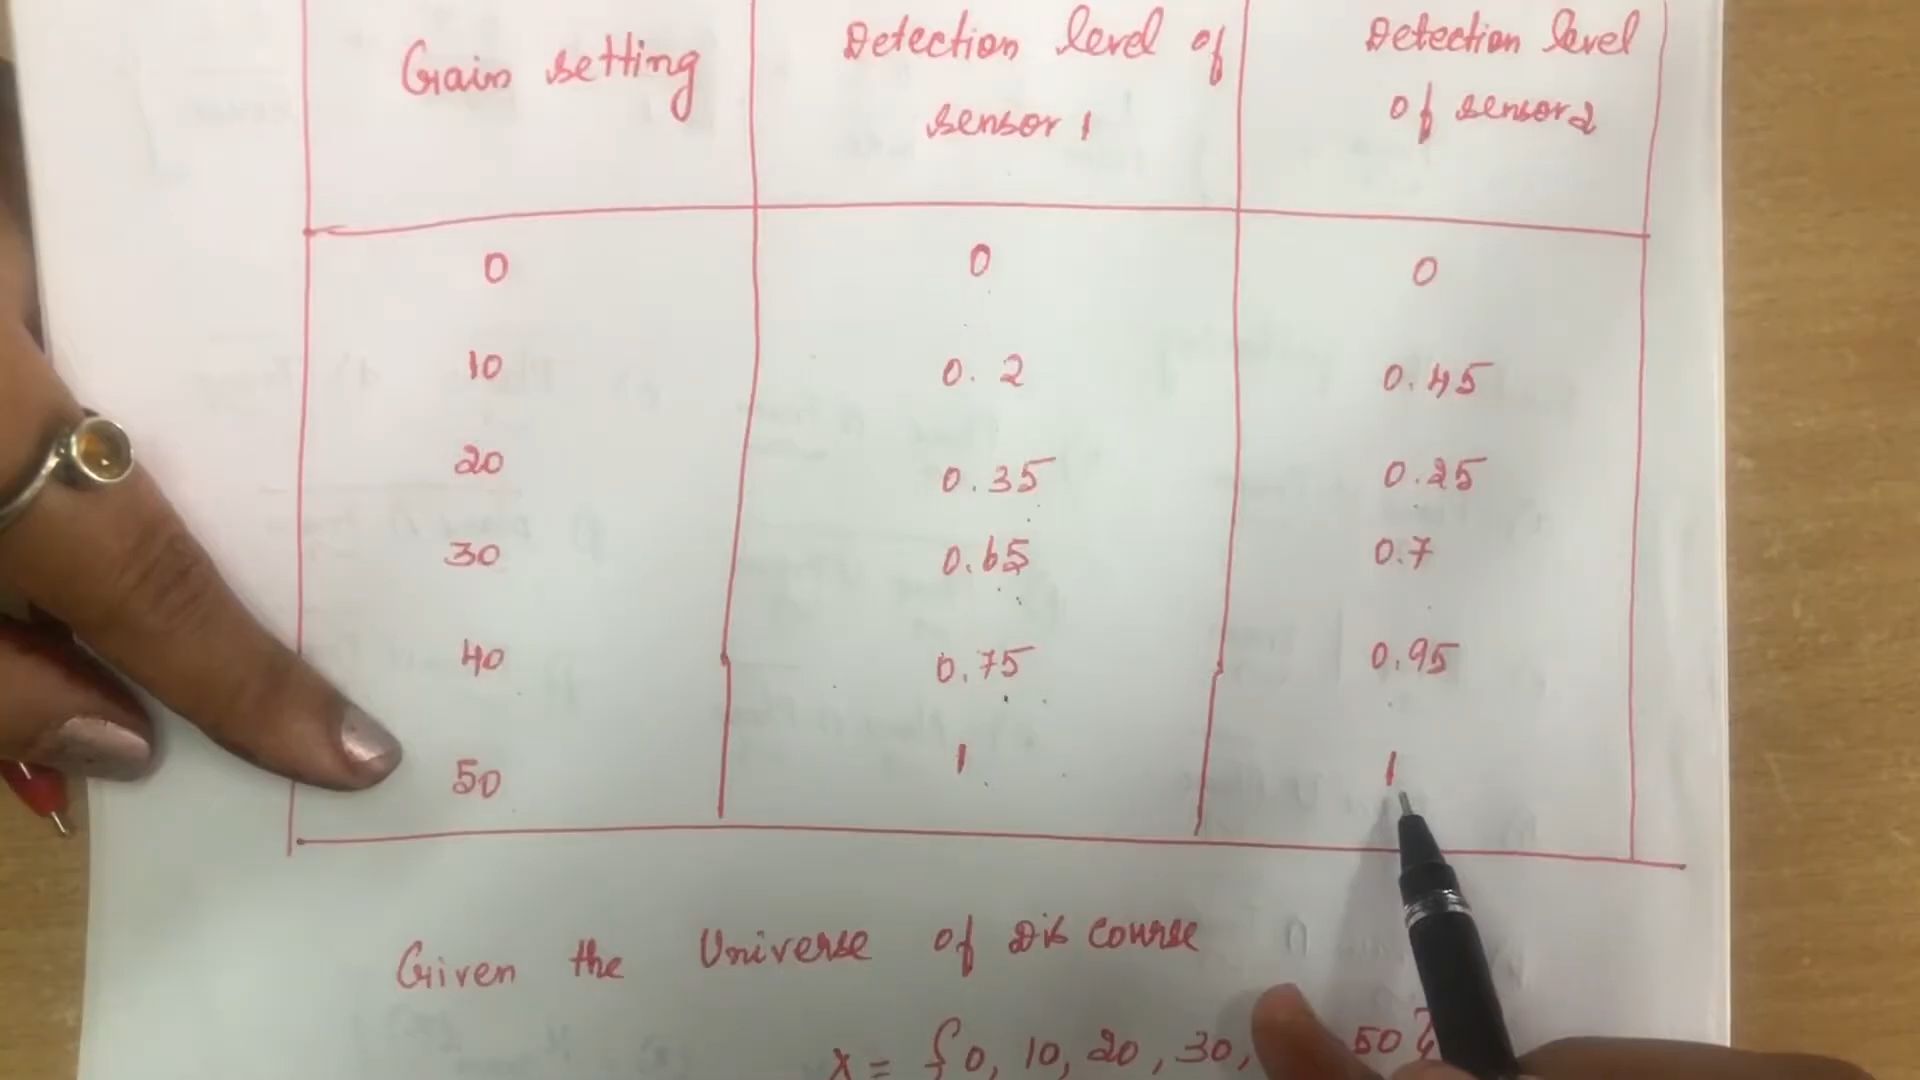 Gain setting
Detection level of
sensor 1
Detection level
of sensor 2
0 0 0
10 0.2 0.45
20 0.35 0.25
30 0.65 0.7
40 0.75 0.95
50 1 1
Given the Universe of Discourse
X = {0, 10, 20, 30, 50}